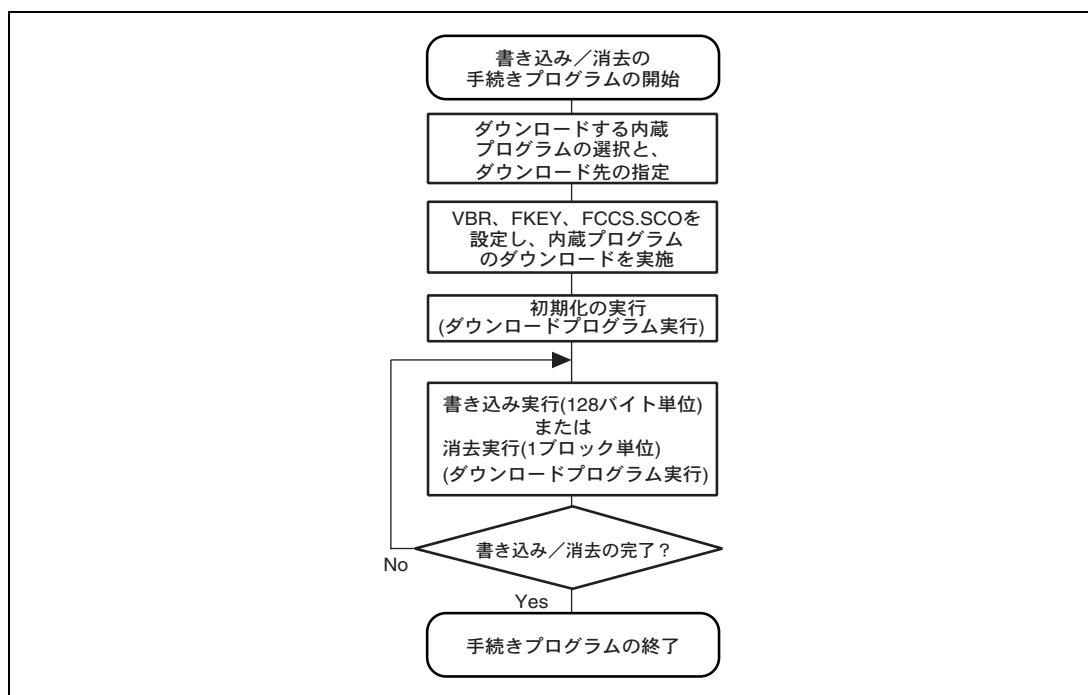 書き込み／消去の
手続きプログラムの開始
ダウンロードする内蔵
プログラムの選択と、
ダウンロード先の指定
VBR、FKEY、FCCS.SCOを
設定し、内蔵プログラム
のダウンロードを実施
初期化の実行
(ダウンロードプログラム実行)
書き込み実行(128バイト単位)
または
消去実行(1ブロック単位)
(ダウンロードプログラム実行)
書き込み／消去の完了？
No
Yes
手続きプログラムの終了